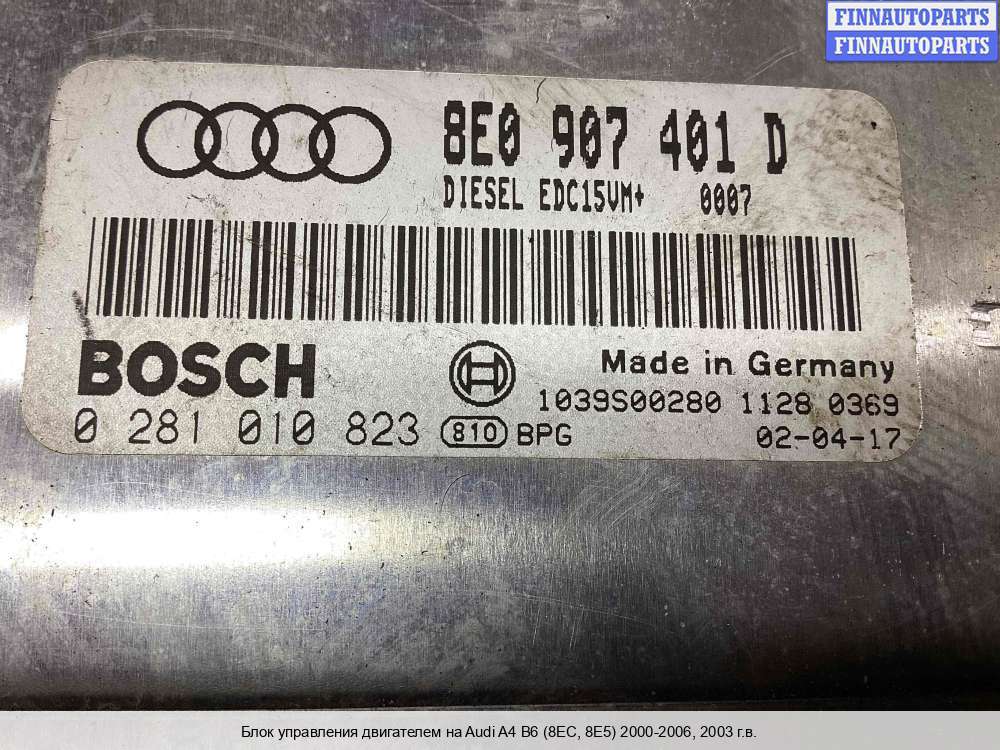 FINNAUTOPARTS
FINNAUTOPARTS
8E0 907 401 D
DIESEL EDC15VM+ 0007
BOSCH
Made in Germany
1039S00280 1128 0369
0 281 010 823 810 BPG 02-04-17
Блок управления двигателем на Audi A4 B6 (8EC, 8E5) 2000-2006, 2003 г.в.